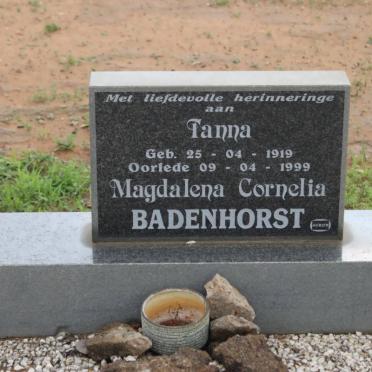 Met liefdevolle herinneringe
aan
Tanna
Geb. 25 - 04 - 1919
Oorlede 09 - 04 - 1999
Magdalena Cornelia
BADENHORST